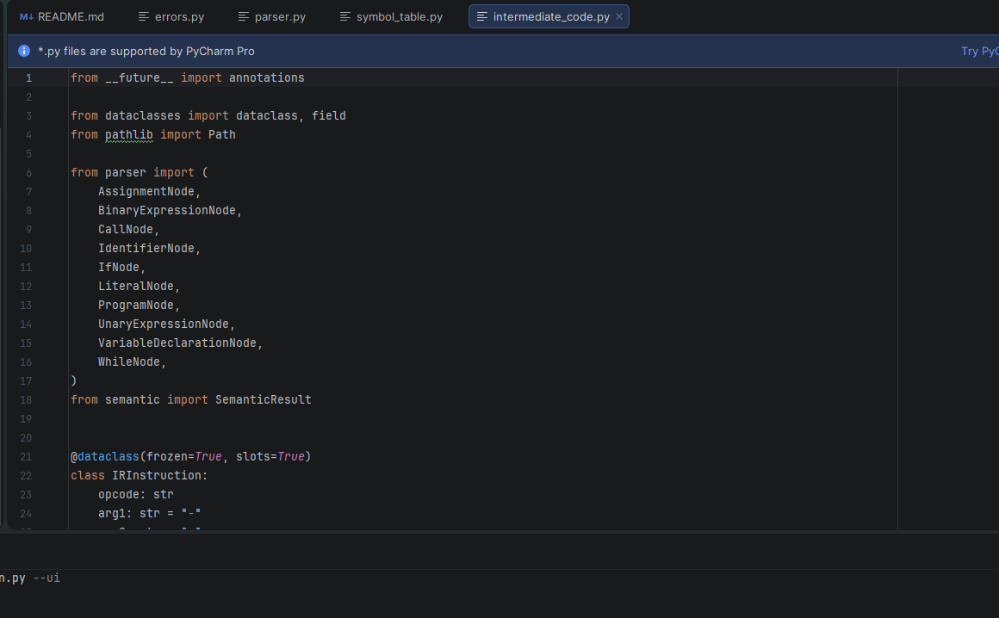 README.md errors.py parser.py symbol_table.py intermediate_code.py
*.py files are supported by PyCharm Pro Try
1 from __future__ import annotations
2
3 from dataclasses import dataclass, field
4 from pathlib import Path
5
6 from parser import (
7 AssignmentNode,
8 BinaryExpressionNode,
9 CallNode,
10 IdentifierNode,
11 IfNode,
12 LiteralNode,
13 ProgramNode,
14 UnaryExpressionNode,
15 VariableDeclarationNode,
16 WhileNode,
17 )
18 from semantic import SemanticResult
19
20
21 @dataclass(frozen=True, slots=True)
22 class IRInstruction:
23 opcode: str
24 arg1: str = "-"
n.py --ui